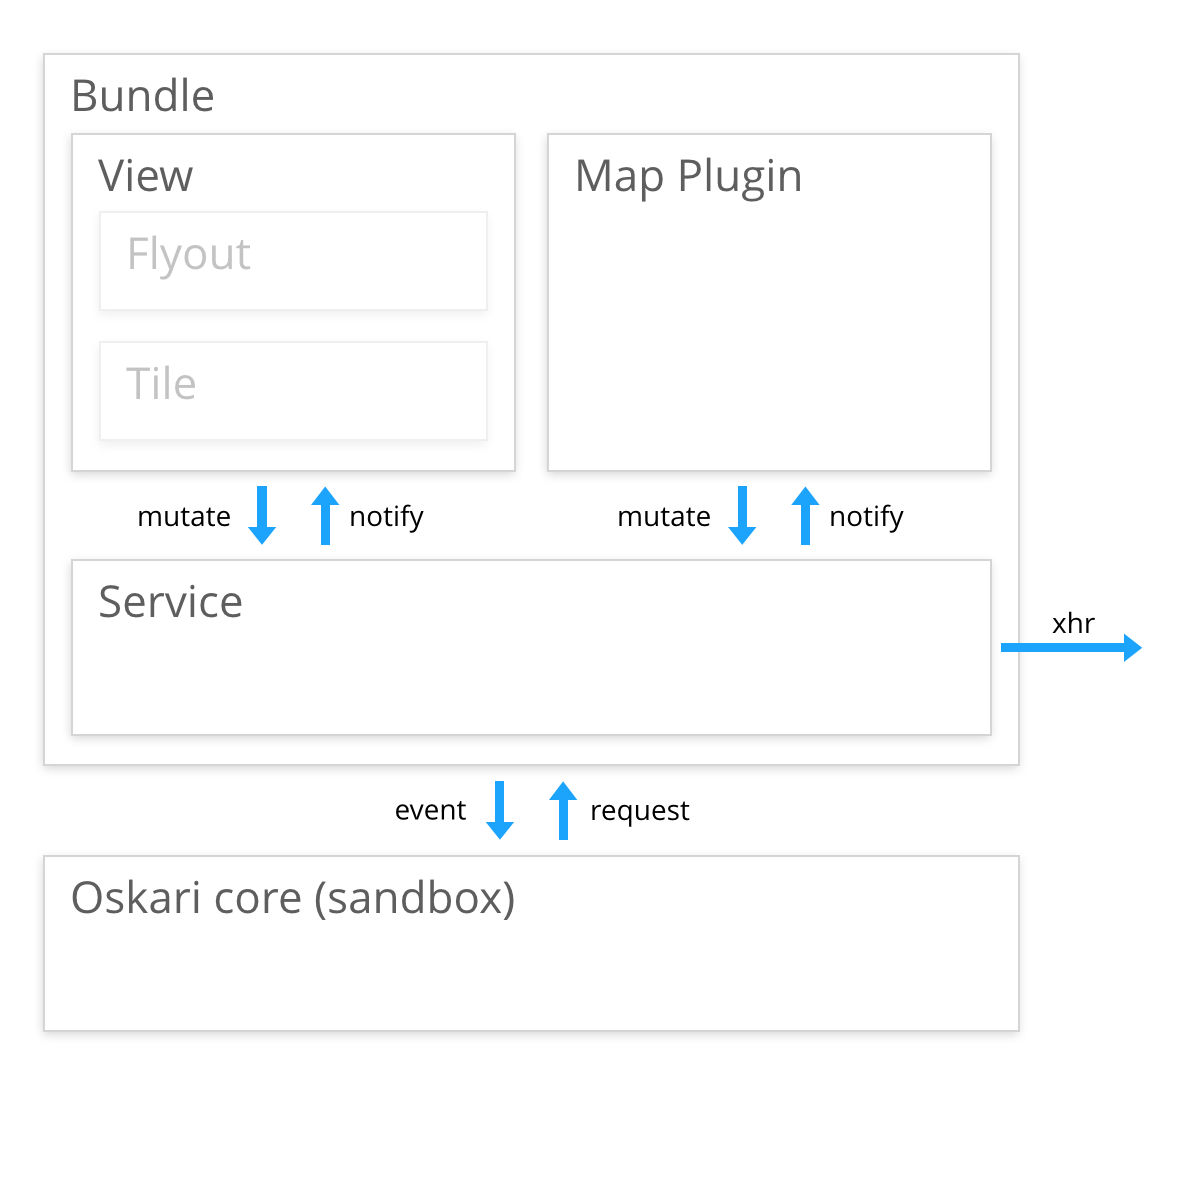 Bundle
View
Map Plugin
Flyout
Tile
mutate
notify
mutate
notify
Service
xhr
event
request
Oskari core (sandbox)